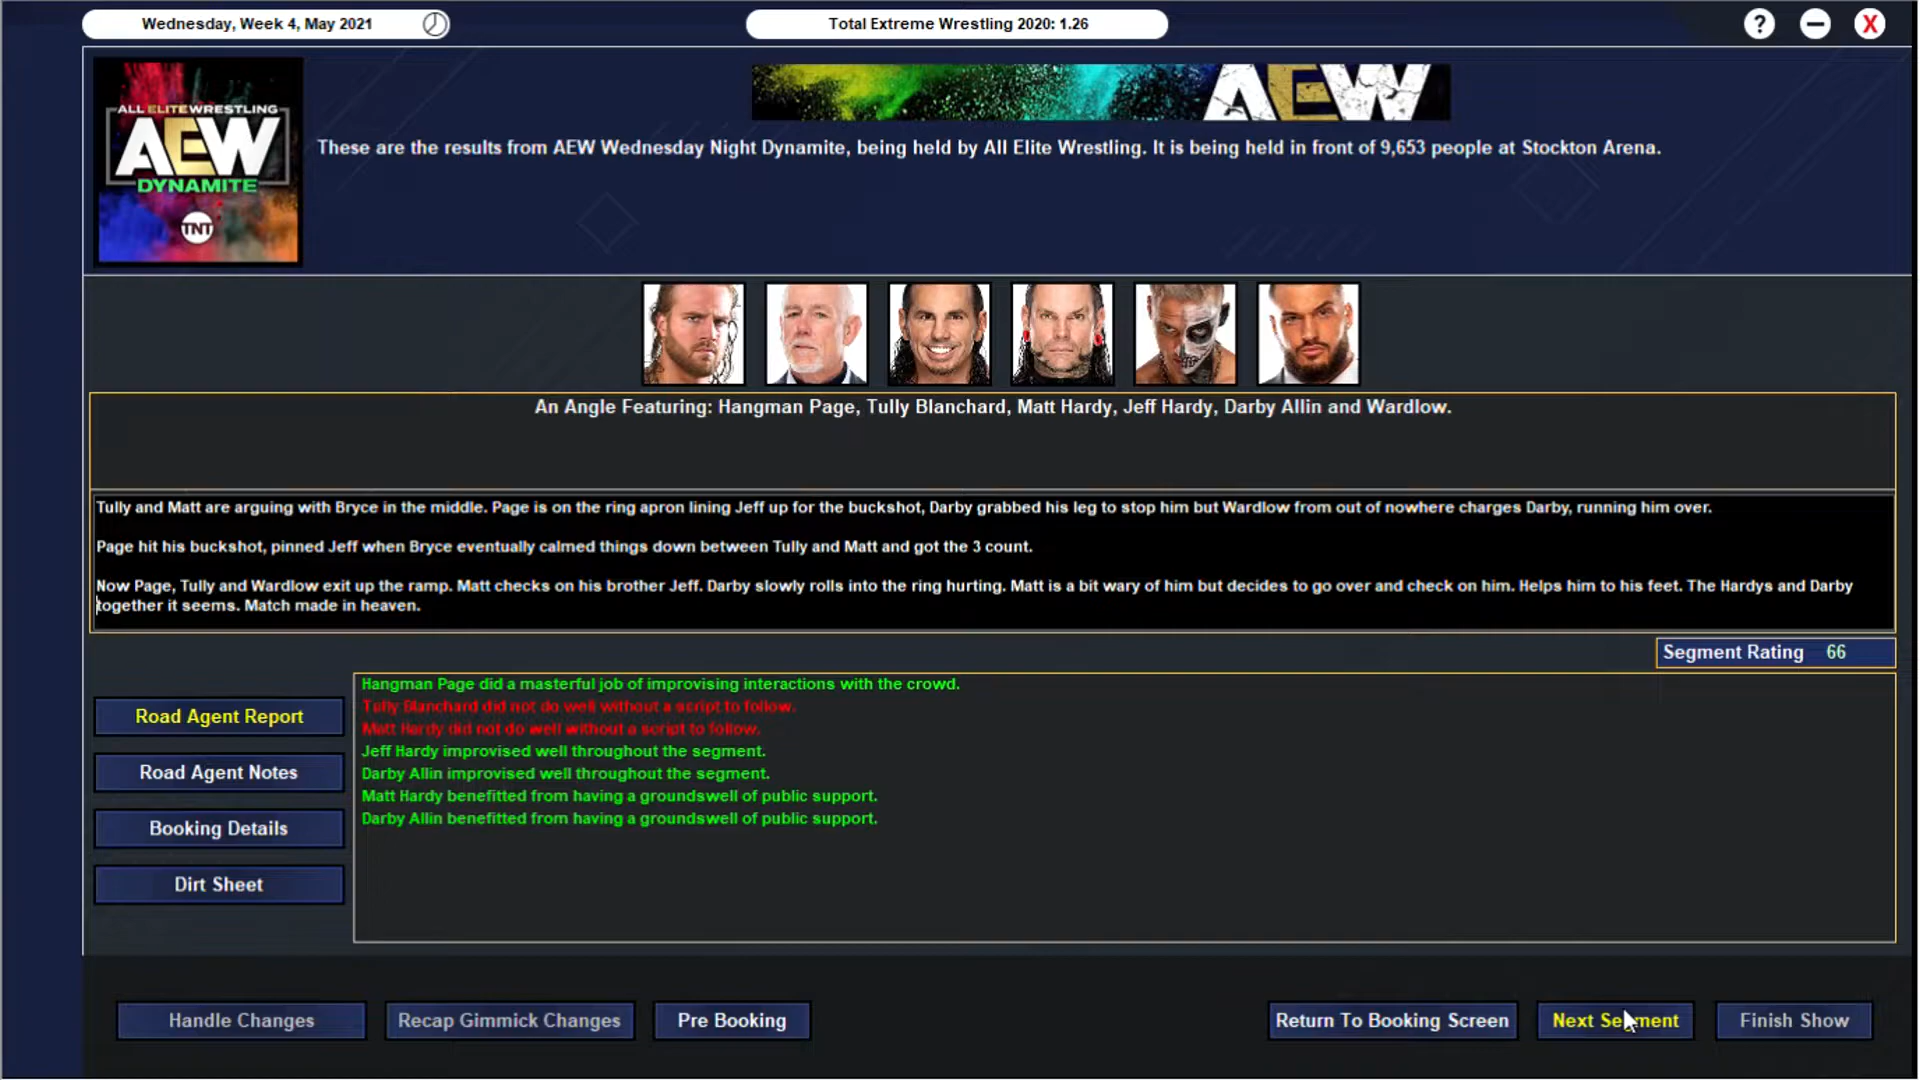 Wednesday, Week 4, May 2021
Total Extreme Wrestling 2020: 1.26
?
X
ALL ELITE WRESTLING
AEW
DYNAMITE
TNT
AEW
These are the results from AEW Wednesday Night Dynamite, being held by All Elite Wrestling. It is being held in front of 9,653 people at Stockton Arena.
An Angle Featuring: Hangman Page, Tully Blanchard, Matt Hardy, Jeff Hardy, Darby Allin and Wardlow.
Tully and Matt are arguing with Bryce in the middle. Page is on the ring apron lining Jeff up for the buckshot, Darby grabbed his leg to stop him but Wardlow from out of nowhere charges Darby, running him over.
Page hit his buckshot, pinned Jeff when Bryce eventually calmed things down between Tully and Matt and got the 3 count.
Now Page, Tully and Wardlow exit up the ramp. Matt checks on his brother Jeff. Darby slowly rolls into the ring hurting. Matt is a bit wary of him but decides to go over and check on him. Helps him to his feet. The Hardys and Darby
together it seems. Match made in heaven.
Segment Rating 66
Road Agent Report
Road Agent Notes
Booking Details
Dirt Sheet
Hangman Page did a masterful job of improvising interactions with the crowd.
Tully Blanchard did not do well without a script to follow.
Matt Hardy did not do well without a script to follow.
Jeff Hardy improvised well throughout the segment.
Darby Allin improvised well throughout the segment.
Matt Hardy benefitted from having a groundswell of public support.
Darby Allin benefitted from having a groundswell of public support.
Handle Changes
Recap Gimmick Changes
Pre Booking
Return To Booking Screen
Next Segment
Finish Show